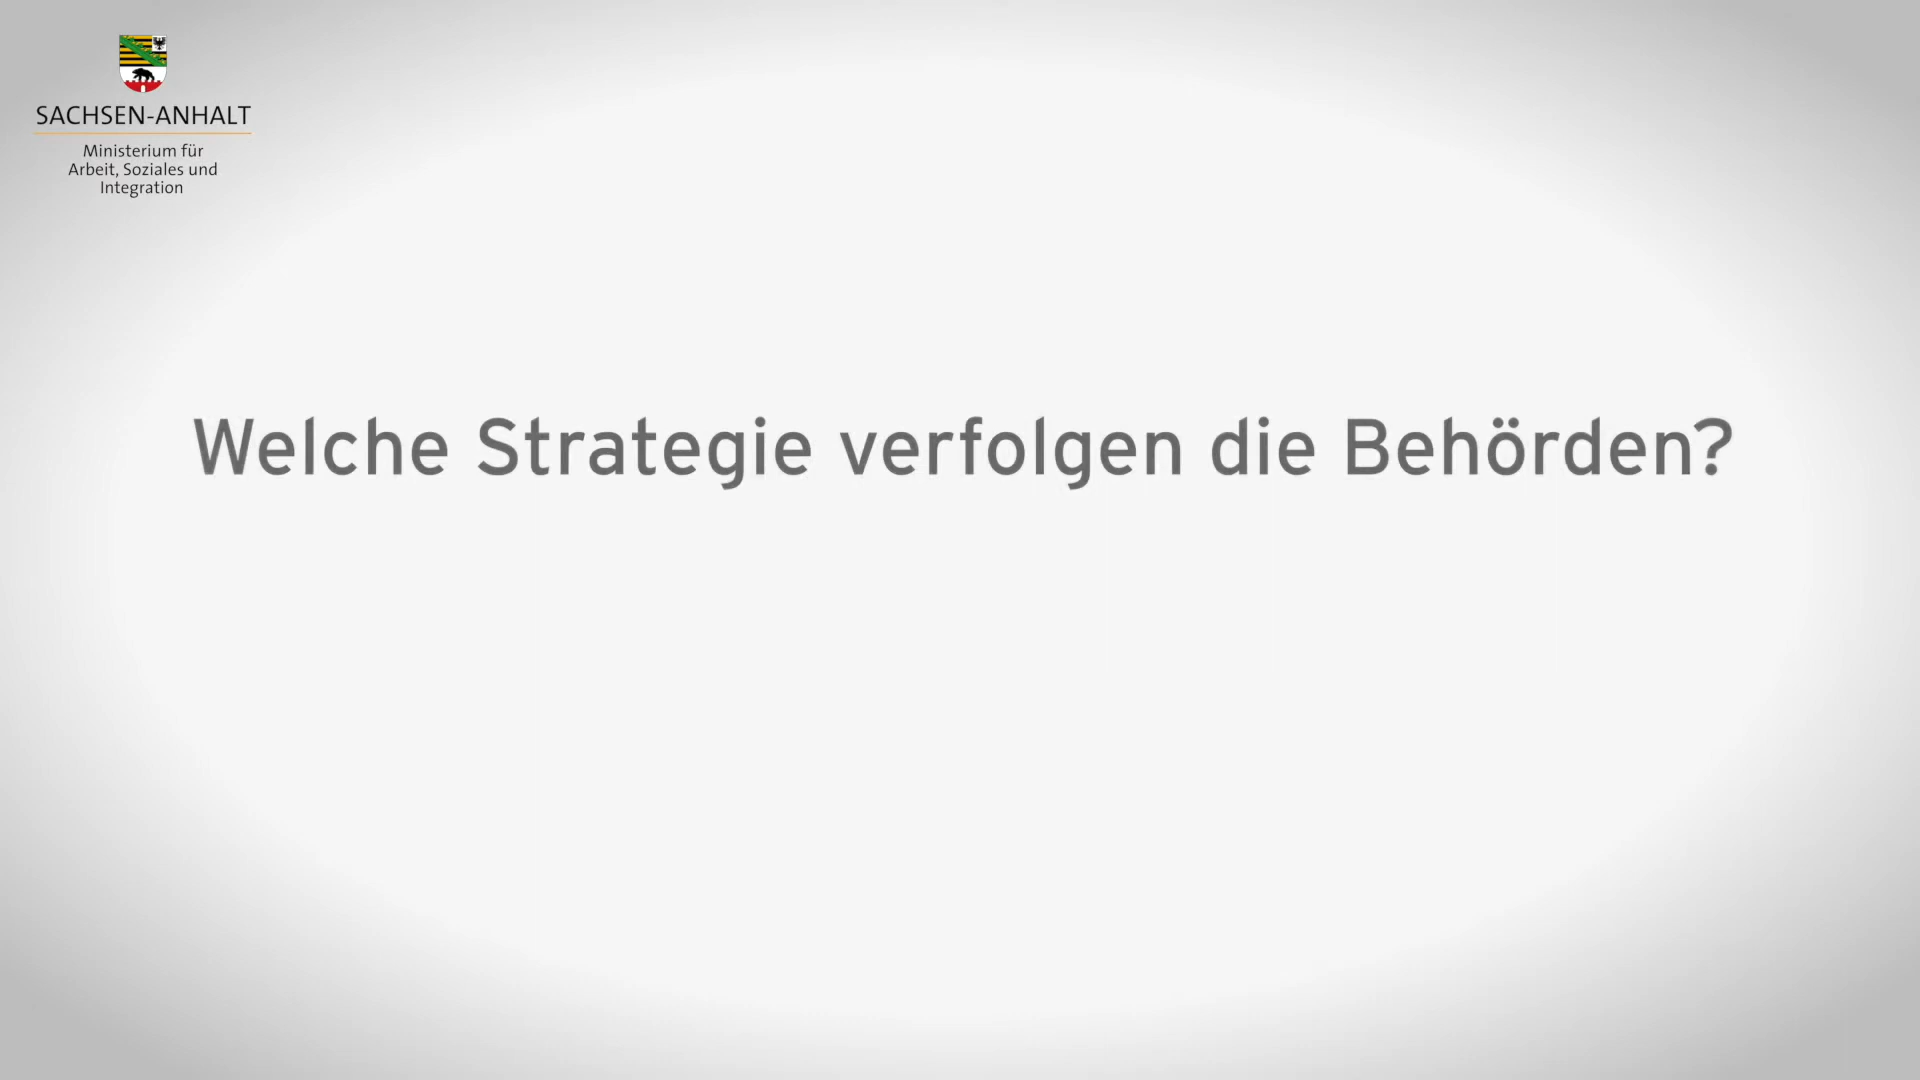 SACHSEN-ANHALT
Ministerium für
Arbeit, Soziales und
Integration
Welche Strategie verfolgen die Behörden?